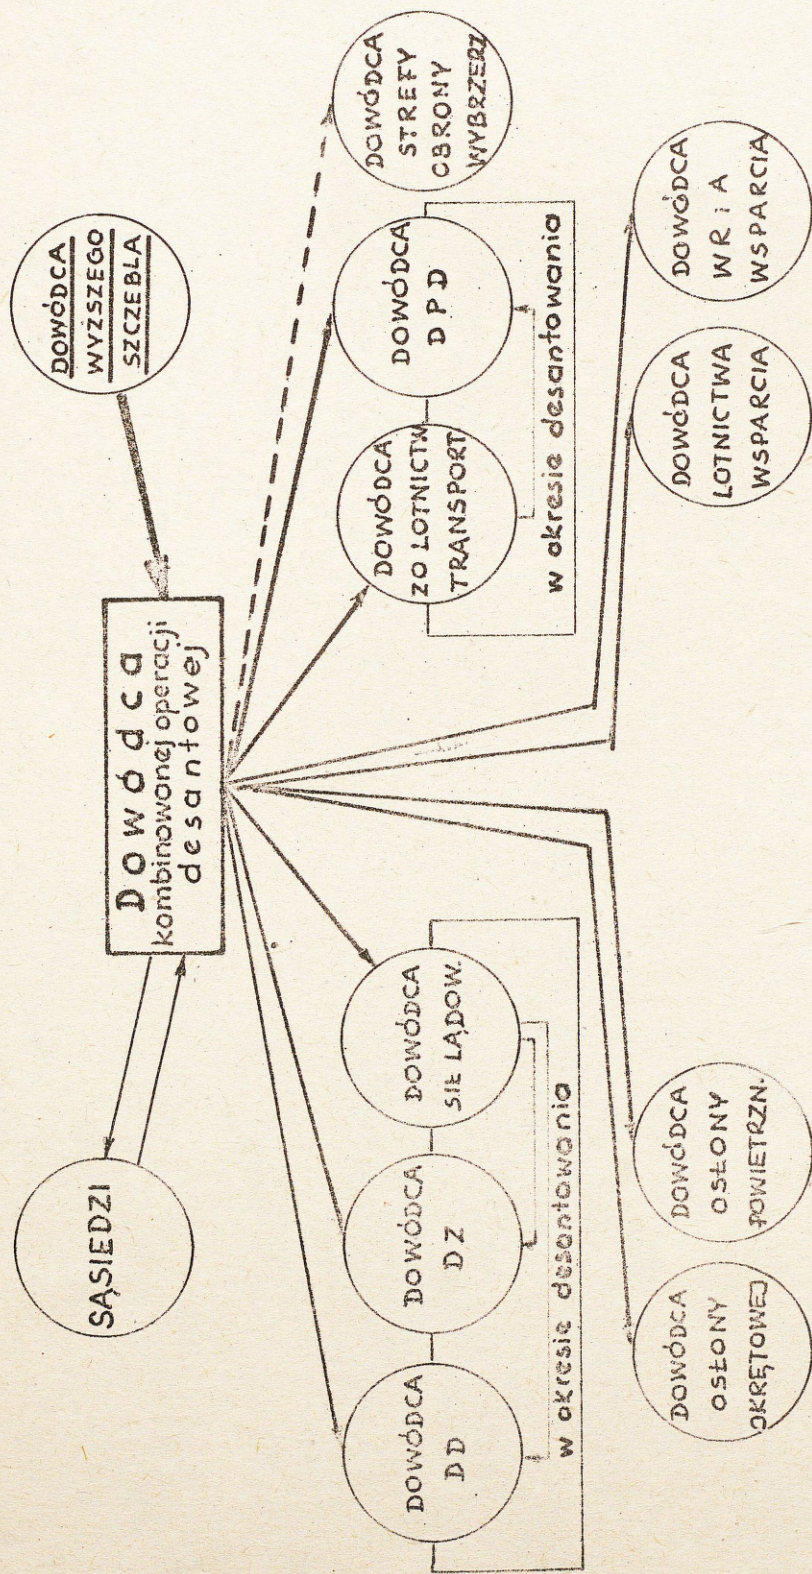 SĄSIEDZI
DOWÓDCA
WYŻSZEGO
SZCZEBLA
Dowódca
kombinowanej operacji
desantowej
DOWÓDCA
DD
DOWÓDCA
DZ
DOWÓDCA
SIŁ LĄDOW.
w okresie desantowania
DOWÓDCA
ZO LOTNICTW
TRANSPORT
DOWÓDCA
DPD
w okresie desantowania
DOWÓDCA
STREFY
OBRONY
WYBRZERZ
DOWÓDCA
OSŁONY
OKRĘTOWEJ
DOWÓDCA
OSŁONY
POWIETRZN.
DOWÓDCA
LOTNICTWA
WSPARCIA
DOWÓDCA
WR i A
WSPARCIA